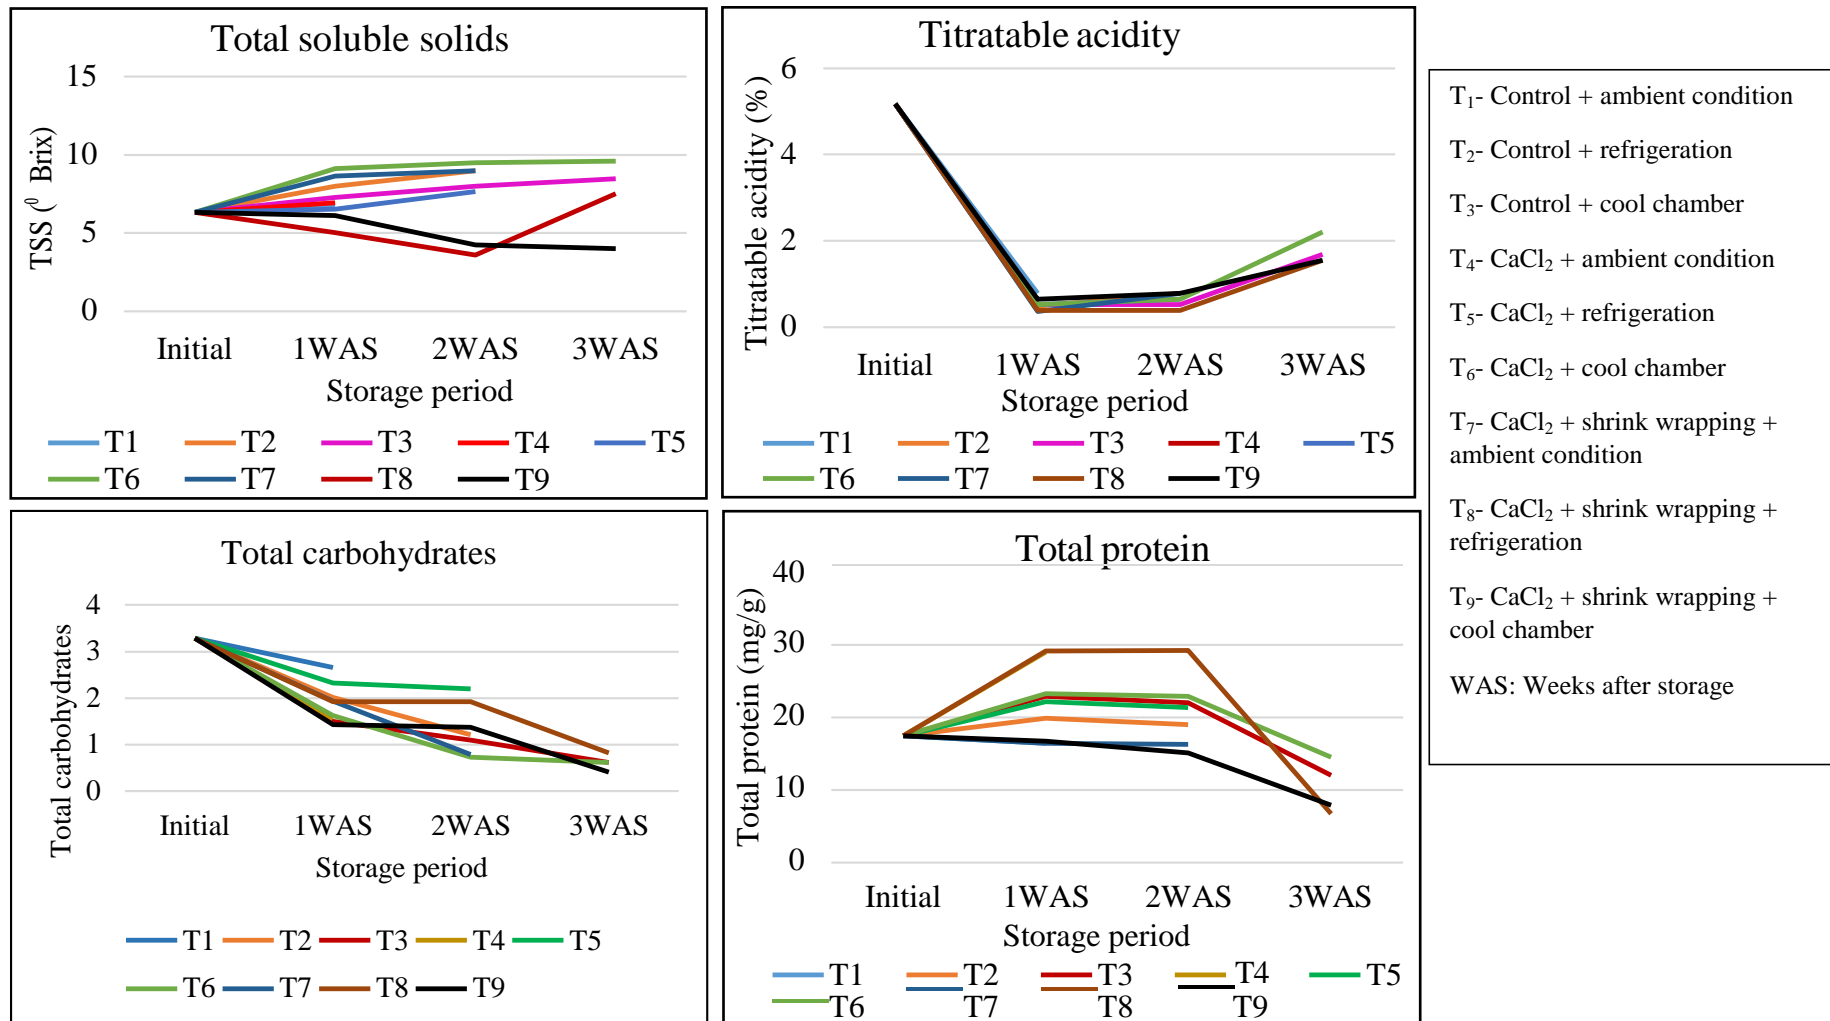 Total soluble solids
15
10
5
0
TSS (⁰ Brix)
Initial 1WAS 2WAS 3WAS
Storage period
T1 T2 T3 T4 T5
T6 T7 T8 T9
Titratable acidity
6
4
2
0
Titratable acidity (%)
Initial 1WAS 2WAS 3WAS
Storage period
T1 T2 T3 T4 T5
T6 T7 T8 T9
T₁- Control + ambient condition
T₂- Control + refrigeration
T₃- Control + cool chamber
T₄- CaCl₂ + ambient condition
T₅- CaCl₂ + refrigeration
T₆- CaCl₂ + cool chamber
T₇- CaCl₂ + shrink wrapping +
ambient condition
T₈- CaCl₂ + shrink wrapping +
refrigeration
T₉- CaCl₂ + shrink wrapping +
cool chamber
WAS: Weeks after storage
Total carbohydrates
4
3
2
1
0
Total carbohydrates
Initial 1WAS 2WAS 3WAS
Storage period
T1 T2 T3 T4 T5
T6 T7 T8 T9
Total protein
40
30
20
10
0
Total protein (mg/g)
Initial 1WAS 2WAS 3WAS
Storage period
T1 T2 T3 T4 T5
T6 T7 T8 T9